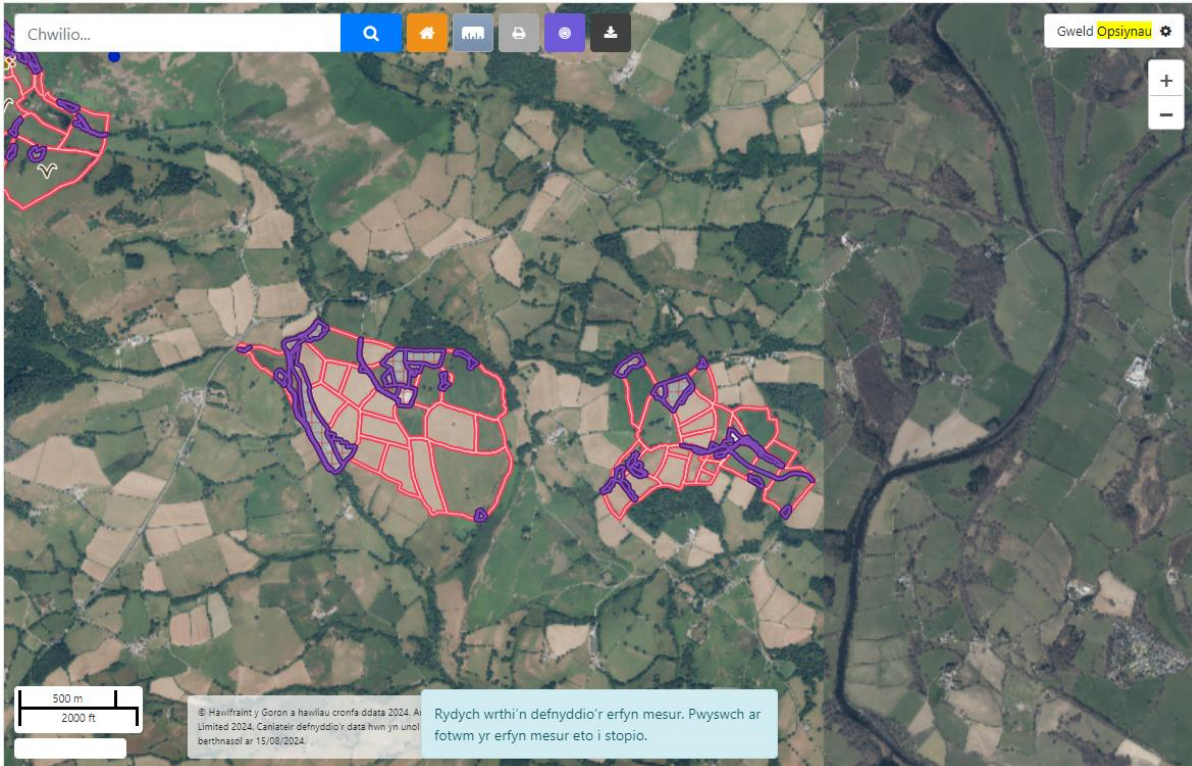 Chwilio...
Gweld Opsiynau
+
−
500 m
2000 ft
© Hawlfraint y Goron a hawliau cronfa ddata 2024.
Limited 2024. Caniateir defnyddio'r data hwn yn unol
berthnasol ar 15/08/2024.
Rydych wrthi'n defnyddio'r erfyn mesur. Pwyswch ar
fotwm yr erfyn mesur eto i stopio.